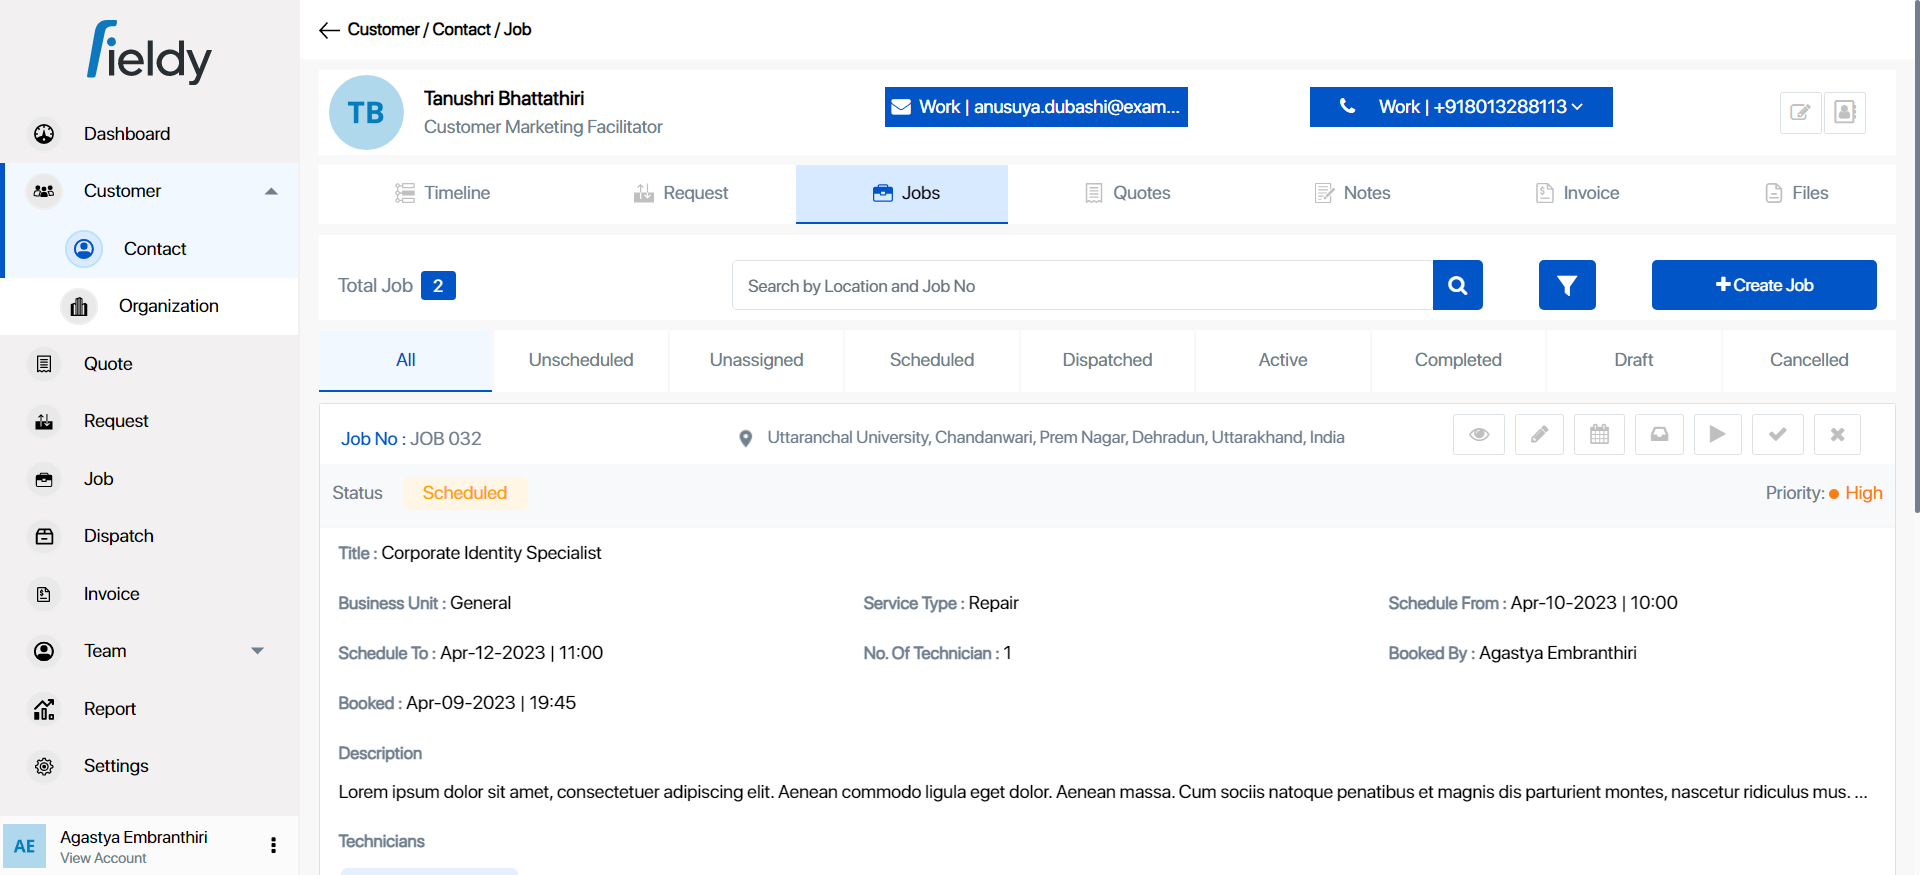 fieldy
Dashboard
Customer
Contact
Organization
Quote
Request
Job
Dispatch
Invoice
Team
Report
Settings
AE
Agastya Embranthiri
View Account
Customer / Contact / Job
TB
Tanushri Bhattathiri
Customer Marketing Facilitator
Work | anusuya.dubashi@exam...
Work | +918013288113
Timeline
Request
Jobs
Quotes
Notes
Invoice
Files
Total Job 2
Search by Location and Job No
Create Job
All
Unscheduled
Unassigned
Scheduled
Dispatched
Active
Completed
Draft
Cancelled
Job No : JOB 032
Uttaranchal University, Chandanwari, Prem Nagar, Dehradun, Uttarakhand, India
Status Scheduled
Priority: High
Title : Corporate Identity Specialist
Business Unit : General
Service Type : Repair
Schedule From : Apr-10-2023 | 10:00
Schedule To : Apr-12-2023 | 11:00
No. Of Technician : 1
Booked By : Agastya Embranthiri
Booked : Apr-09-2023 | 19:45
Description
Lorem ipsum dolor sit amet, consectetuer adipiscing elit. Aenean commodo ligula eget dolor. Aenean massa. Cum sociis natoque penatibus et magnis dis parturient montes, nascetur ridiculus mus. ...
Technicians